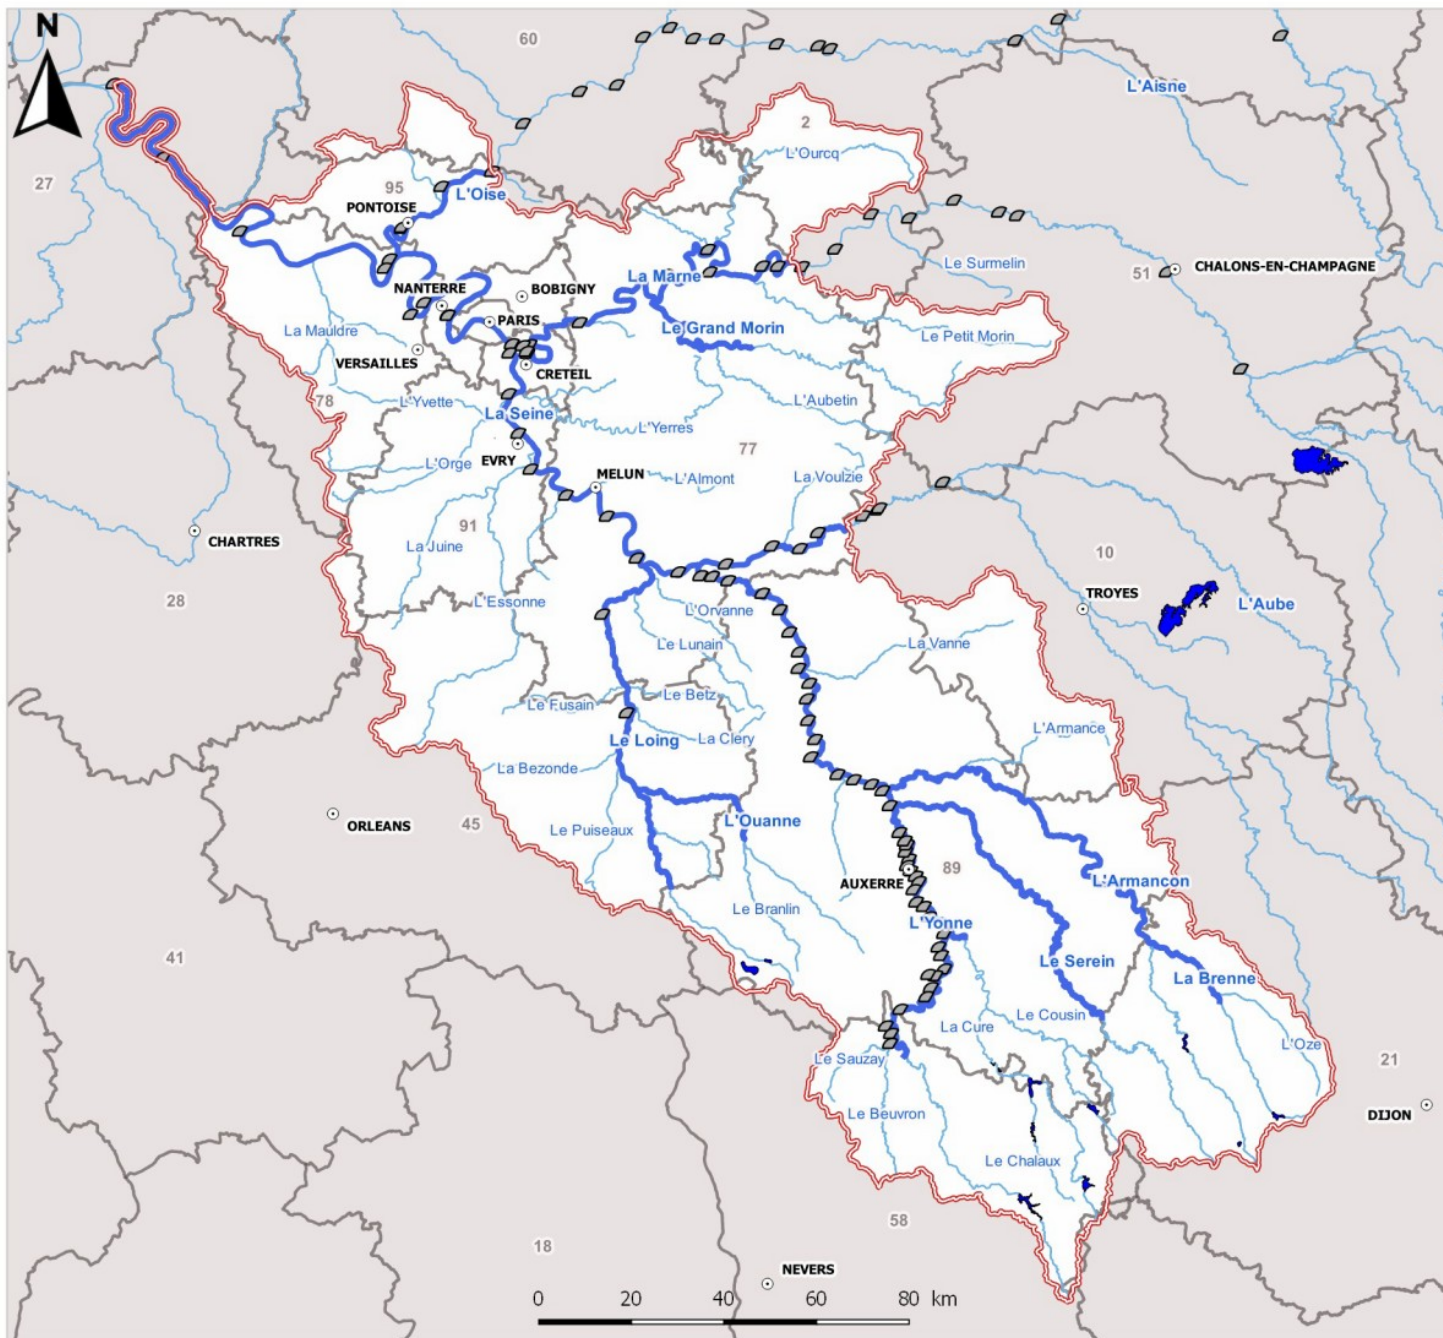 N
60
L'Aisne
2
L'Ourcq
27
95
L'Oise
PONTOISE
Le Surmelin
51
CHALONS-EN-CHAMPAGNE
La Marne
NANTERRE
BOBIGNY
PARIS
La Mauldre
Le Grand Morin
Le Petit Morin
VERSAILLES
CRETEIL
78
L'Yvette
La Seine
L'Aubetin
L'Yerres
EVRY
77
L'Orge
MELUN
L'Almont
La Voulzie
CHARTRES
91
La Juine
10
28
L'Essonne
L'Orvanne
TROYES
L'Aube
Le Lunain
La Vanne
Le Fusain
Le Betz
Le Loing
La Clery
L'Armance
La Bezonde
ORLEANS
45
Le Puiseaux
L'Ouanne
89
AUXERRE
L'Armancon
Le Branlin
L'Yonne
41
Le Serein
La Brenne
La Cure
Le Cousin
L'Oze
Le Sauzay
21
Le Beuvron
DIJON
Le Chalaux
58
18
NEVERS
0 20 40 60 80 km